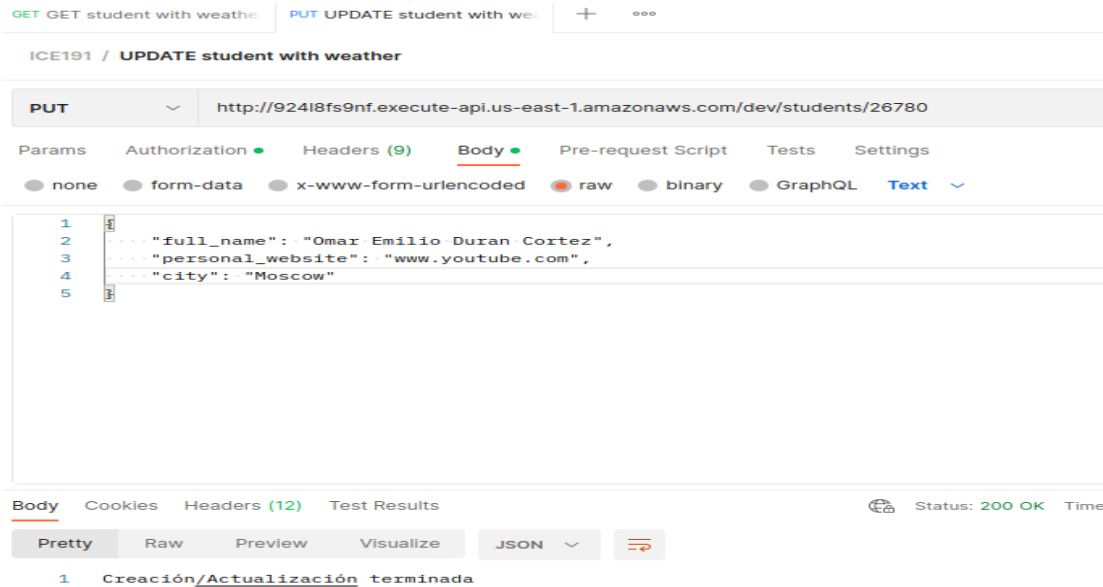 GET GET student with weathe PUT UPDATE student with we
ICE191 / UPDATE student with weather
PUT http://924l8fs9nf.execute-api.us-east-1.amazonaws.com/dev/students/26780
Params Authorization Headers (9) Body Pre-request Script Tests Settings
none form-data x-www-form-urlencoded raw binary GraphQL Text
1 {
2 "full_name": "Omar Emilio Duran Cortez",
3 "personal_website": "www.youtube.com",
4 "city": "Moscow"
5 }
Body Cookies Headers (12) Test Results Status: 200 OK Time
Pretty Raw Preview Visualize JSON
1 Creación/Actualización terminada